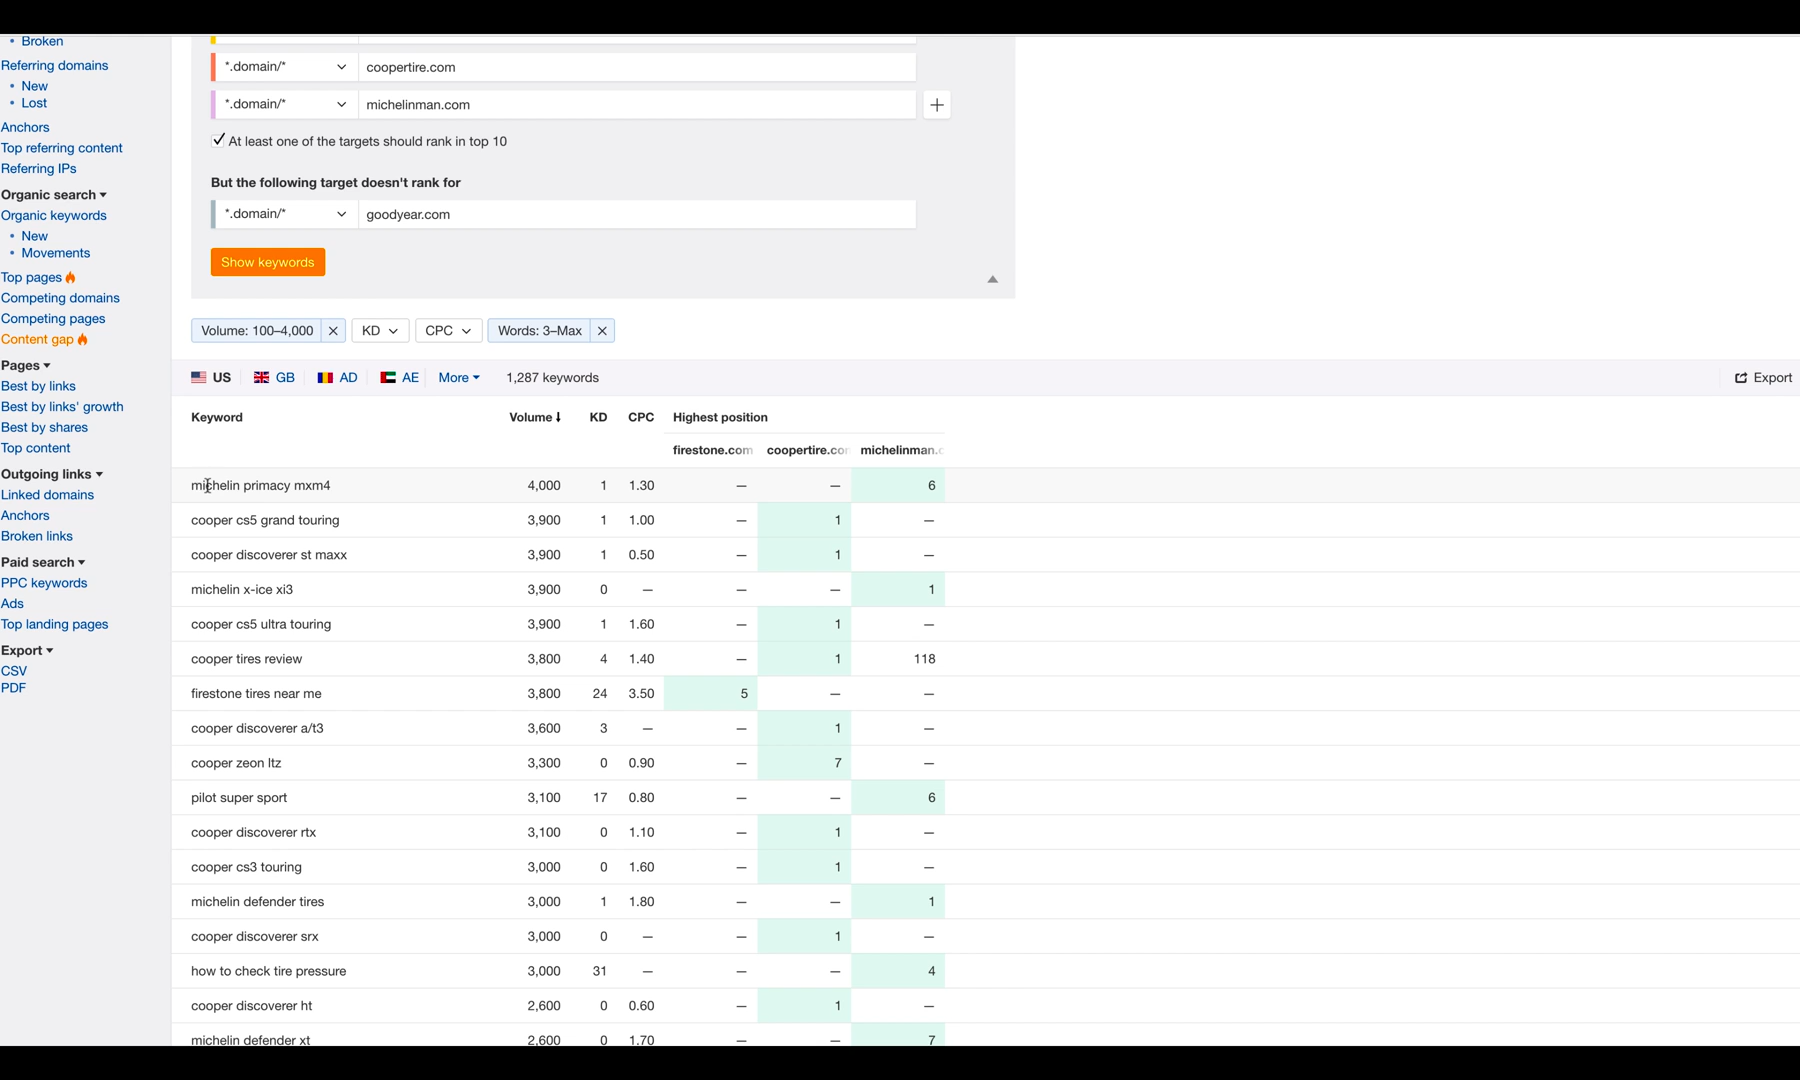 • Broken
Referring domains
• New
• Lost
Anchors
Top referring content
Referring IPs
Organic search
Organic keywords
• New
• Movements
Top pages
Competing domains
Competing pages
Content gap
Pages
Best by links
Best by links' growth
Best by shares
Top content
Outgoing links
Linked domains
Anchors
Broken links
Paid search
PPC keywords
Ads
Top landing pages
Export
CSV
PDF
*.domain/* coopertire.com
*.domain/* michelinman.com +
At least one of the targets should rank in top 10
But the following target doesn't rank for
*.domain/* goodyear.com
Show keywords
Volume: 100–4,000 KD CPC Words: 3–Max
US GB AD AE More 1,287 keywords Export
Keyword Volume KD CPC Highest position
firestone.com coopertire.com michelinman.c
michelin primacy mxm4 4,000 1 1.30 — — 6
cooper cs5 grand touring 3,900 1 1.00 — 1 —
cooper discoverer st maxx 3,900 1 0.50 — 1 —
michelin x-ice xi3 3,900 0 — — — 1
cooper cs5 ultra touring 3,900 1 1.60 — 1 —
cooper tires review 3,800 4 1.40 — 1 118
firestone tires near me 3,800 24 3.50 5 — —
cooper discoverer a/t3 3,600 3 — — 1 —
cooper zeon ltz 3,300 0 0.90 — 7 —
pilot super sport 3,100 17 0.80 — — 6
cooper discoverer rtx 3,100 0 1.10 — 1 —
cooper cs3 touring 3,000 0 1.60 — 1 —
michelin defender tires 3,000 1 1.80 — — 1
cooper discoverer srx 3,000 0 — — 1 —
how to check tire pressure 3,000 31 — — — 4
cooper discoverer ht 2,600 0 0.60 — 1 —
michelin defender xt 2,600 0 1.70 — — 7